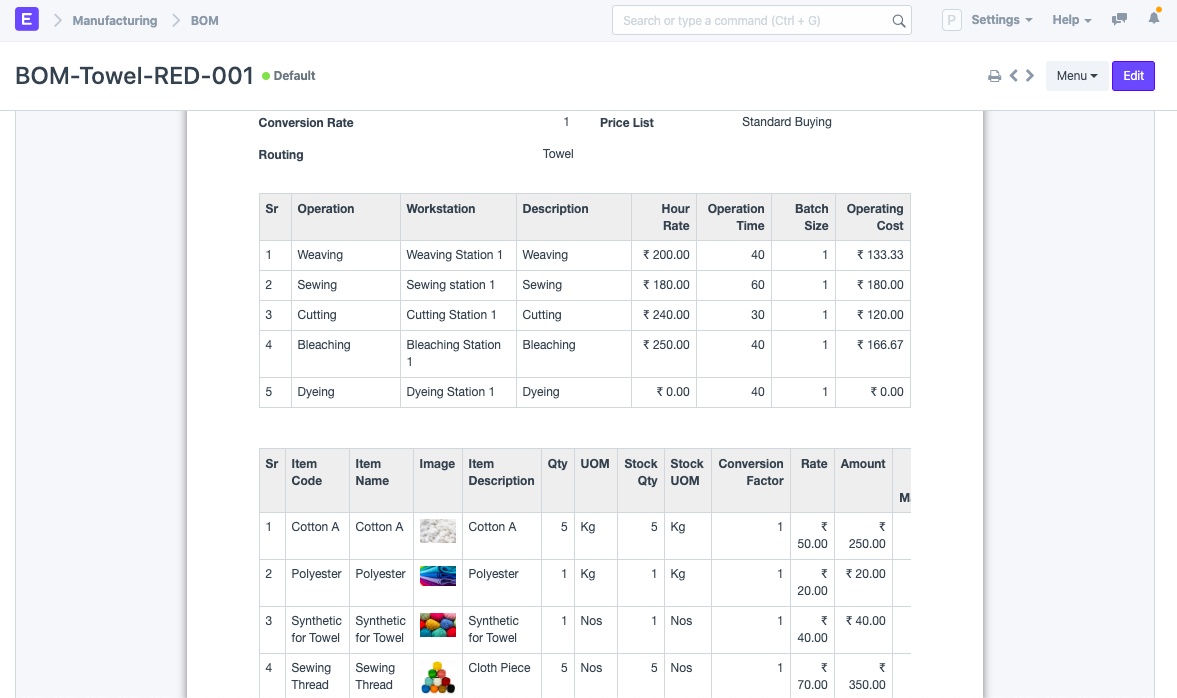 E Manufacturing BOM Search or type a command (Ctrl + G) P Settings Help
BOM-Towel-RED-001 Default Menu Edit
Conversion Rate 1 Price List Standard Buying
Routing Towel
Sr Operation Workstation Description Hour Operation Batch Operating
Rate Time Size Cost
1 Weaving Weaving Station 1 Weaving ₹ 200.00 40 1 ₹ 133.33
2 Sewing Sewing station 1 Sewing ₹ 180.00 60 1 ₹ 180.00
3 Cutting Cutting Station 1 Cutting ₹ 240.00 30 1 ₹ 120.00
4 Bleaching Bleaching Station Bleaching ₹ 250.00 40 1 ₹ 166.67
1
5 Dyeing Dyeing Station 1 Dyeing ₹ 0.00 40 1 ₹ 0.00
Sr Item Item Image Item Qty UOM Stock Stock Conversion Rate Amount
Code Name Description Qty UOM Factor
1 Cotton A Cotton A Cotton A 5 Kg 5 Kg 1 ₹ ₹
50.00 250.00
2 Polyester Polyester Polyester 1 Kg 1 Kg 1 ₹ ₹ 20.00
20.00
3 Synthetic Synthetic Synthetic 1 Nos 1 Nos 1 ₹ ₹ 40.00
for Towel for Towel for Towel 40.00
4 Sewing Sewing Cloth Piece 5 Nos 5 Nos 1 ₹ ₹
Thread Thread 70.00 350.00